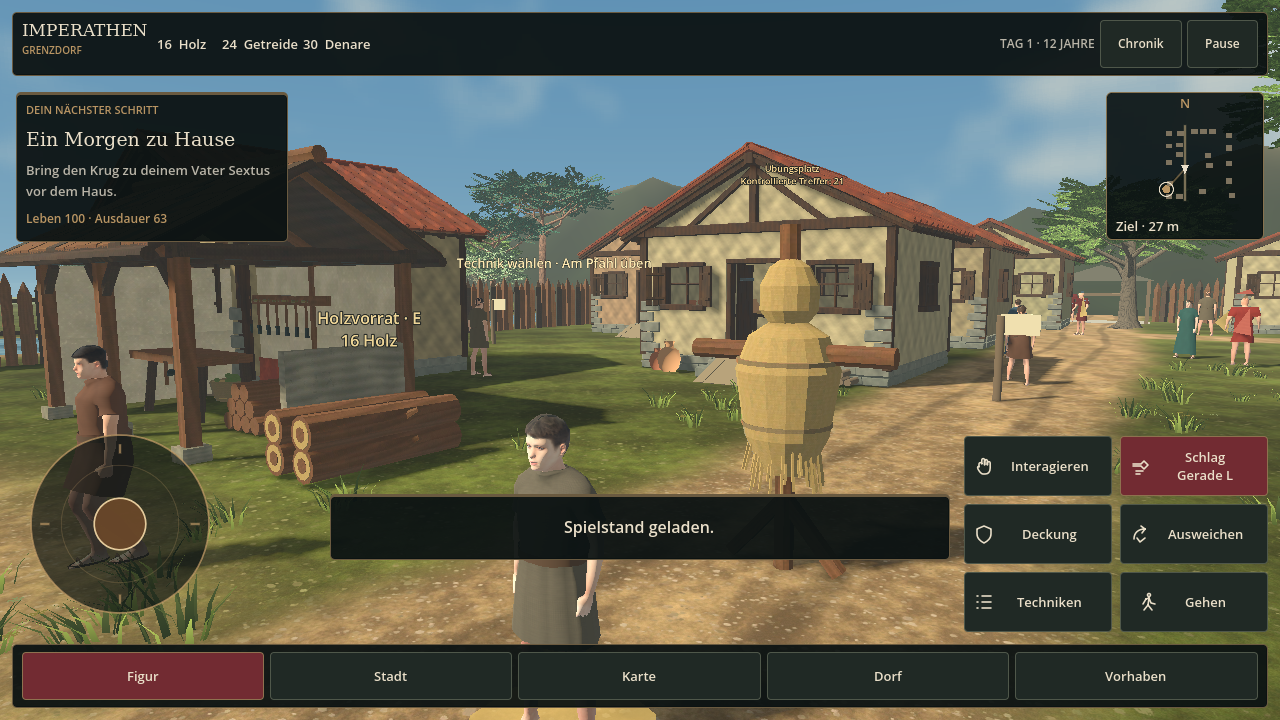 IMPERATHEN
GRENZDORF
16 Holz 24 Getreide 30 Denare
TAG 1 · 12 JAHRE
Chronik
Pause
DEIN NÄCHSTER SCHRITT
Ein Morgen zu Hause
Bring den Krug zu deinem Vater Sextus
vor dem Haus.
Leben 100 · Ausdauer 63
N
Ziel · 27 m
Übungsplatz
Kontrollierte Treffer: 21
Technik wählen · Am Pfahl üben
Holzvorrat · E
16 Holz
Interagieren
Schlag
Gerade L
Deckung
Ausweichen
Techniken
Gehen
Spielstand geladen.
Figur
Stadt
Karte
Dorf
Vorhaben